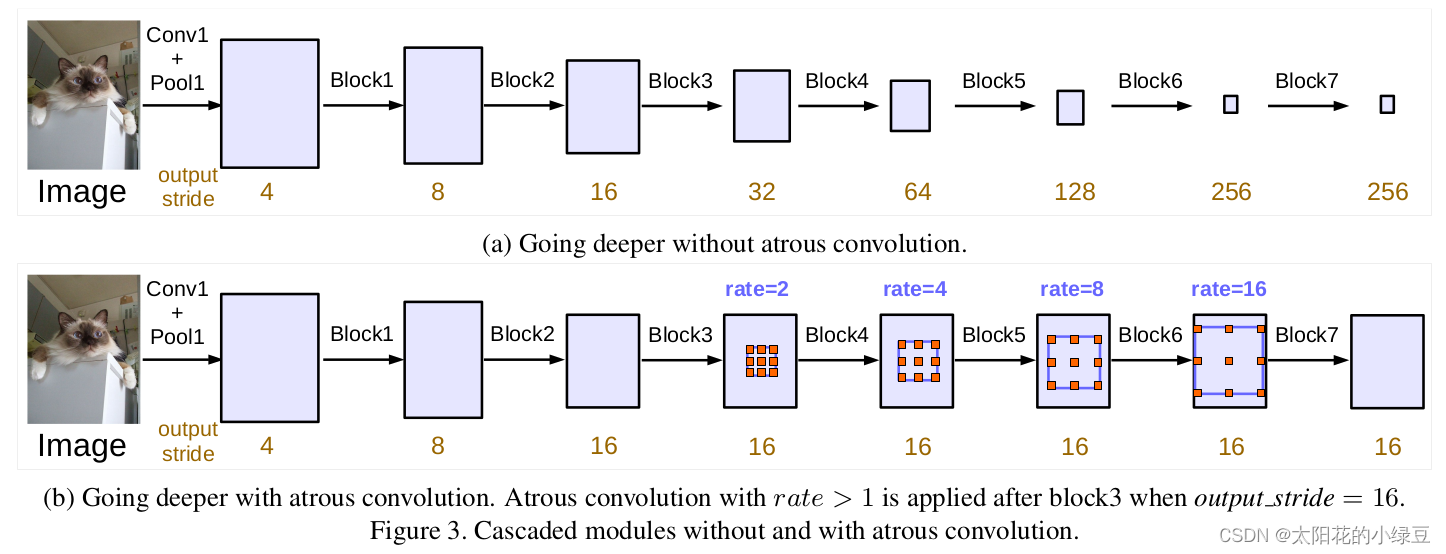 Conv1
+
Pool1
Block1
Block2
Block3
Block4
Block5
Block6
Block7
Image
output
stride
4
8
16
32
64
128
256
256
(a) Going deeper without atrous convolution.
rate=2
rate=4
rate=8
rate=16
Conv1
+
Pool1
Block1
Block2
Block3
Block4
Block5
Block6
Block7
Image
output
stride
4
8
16
16
16
16
16
16
(b) Going deeper with atrous convolution. Atrous convolution with rate > 1 is applied after block3 when output_stride = 16.
Figure 3. Cascaded modules without and with atrous convolution.
CSDN @太阳花的小绿豆